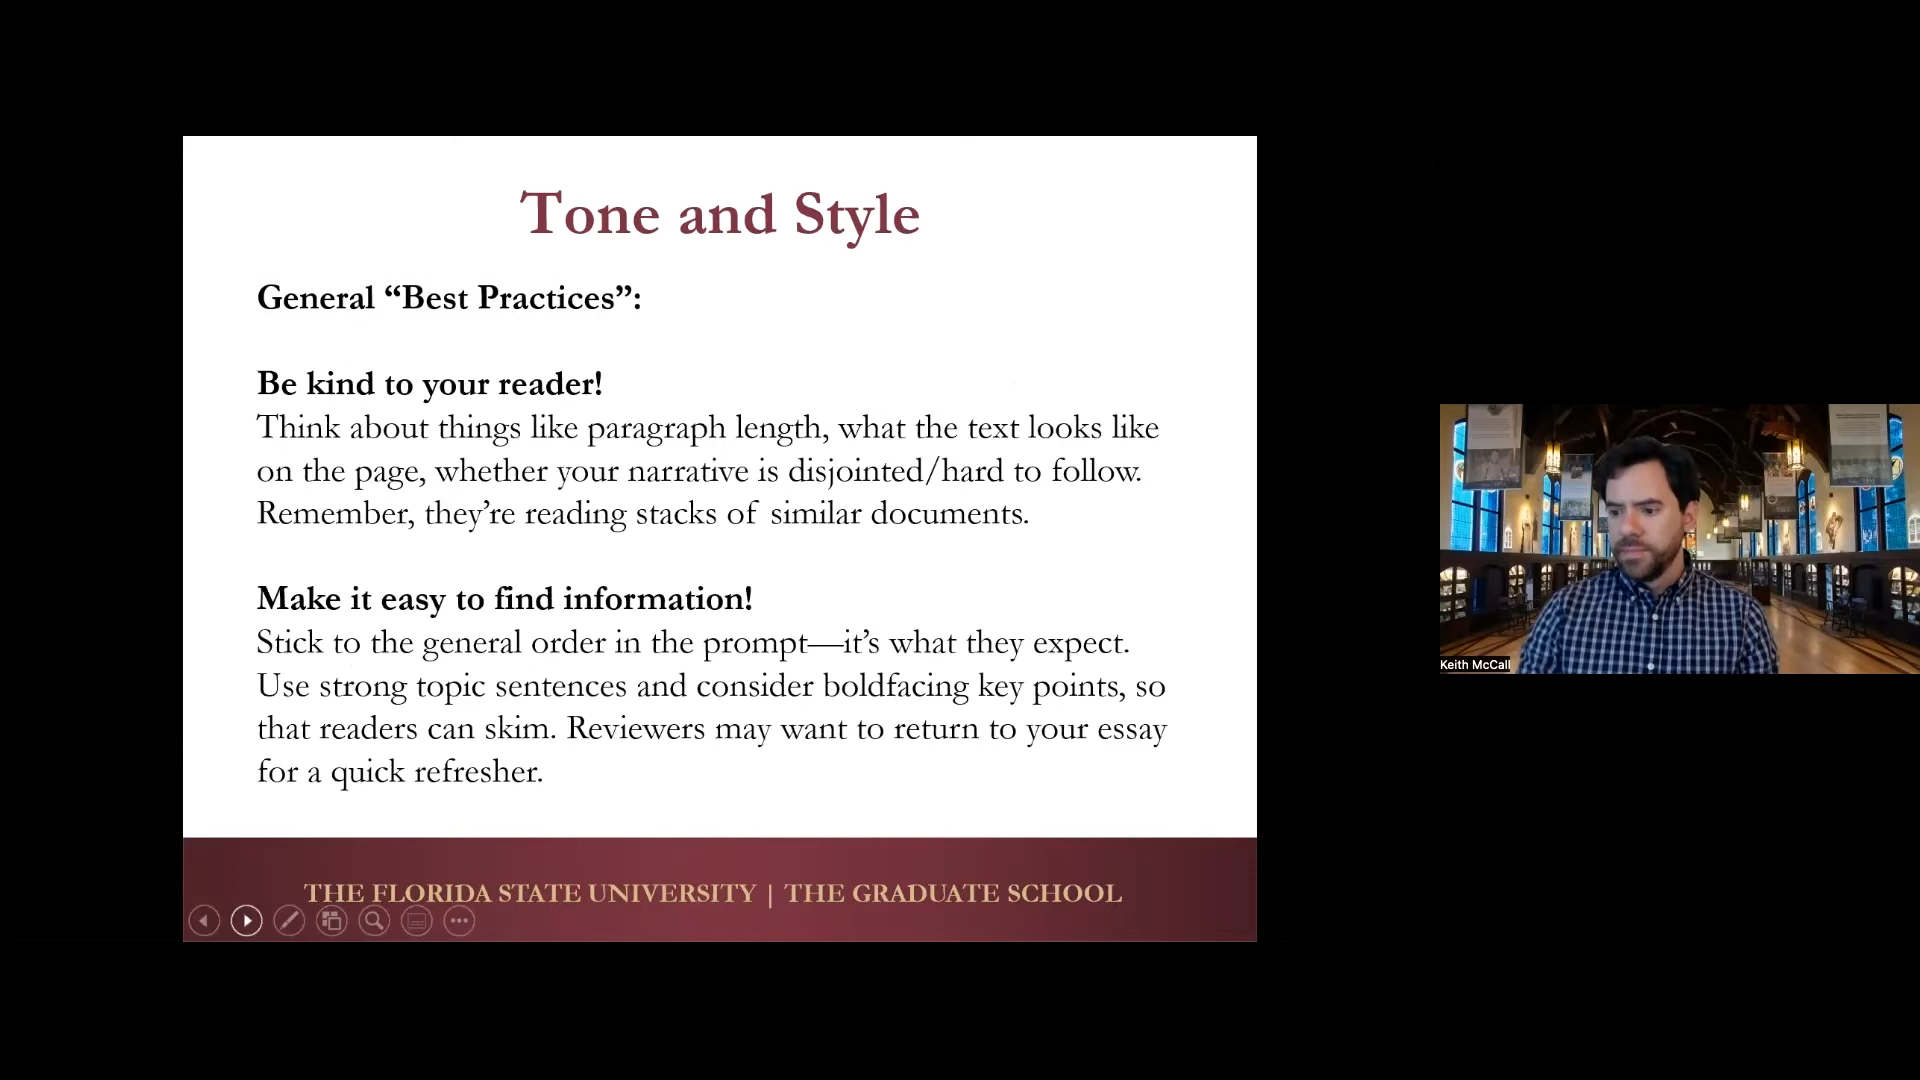 Tone and Style
General “Best Practices”:
Be kind to your reader!
Think about things like paragraph length, what the text looks like
on the page, whether your narrative is disjointed/hard to follow.
Remember, they’re reading stacks of similar documents.
Make it easy to find information!
Stick to the general order in the prompt—it’s what they expect.
Use strong topic sentences and consider boldfacing key points, so
that readers can skim. Reviewers may want to return to your essay
for a quick refresher.
THE FLORIDA STATE UNIVERSITY | THE GRADUATE SCHOOL
Keith McCall